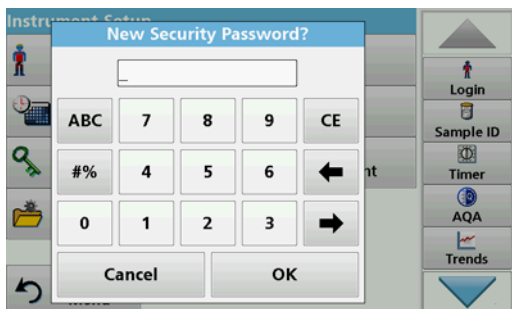 Instrument Setup
New Security Password?
_
ABC 7 8 9 CE
#% 4 5 6
0 1 2 3
Cancel OK
Login
Sample ID
Timer
AQA
Trends